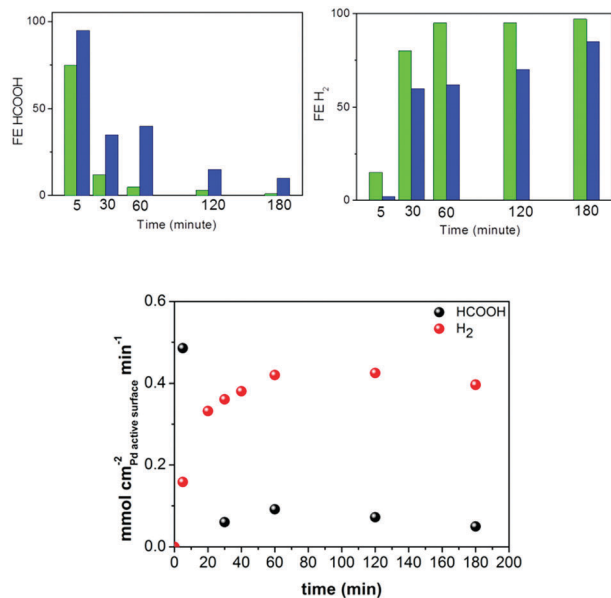 100
50
0
FE HCOOH
5 30 60 120 180
Time (minute)
100
50
0
FE H2
5 30 60 120 180
Time (minute)
0.6
0.4
0.2
0.0
mmol cm-2 Pd active surface min-1
HCOOH
H2
0 20 40 60 80 100 120 140 160 180 200
time (min)